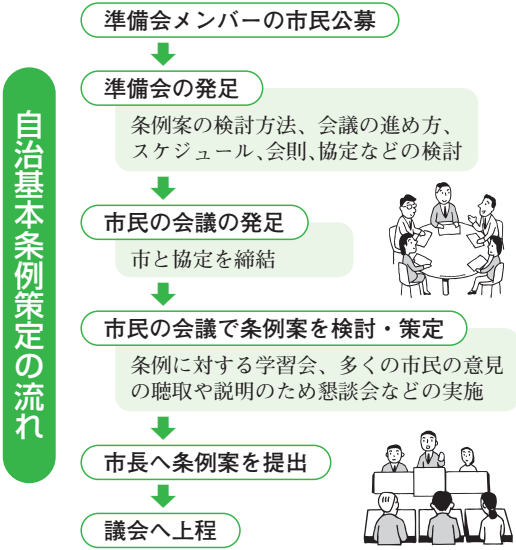 自治基本条例策定の流れ
準備会メンバーの市民公募
準備会の発足
条例案の検討方法、会議の進め方、
スケジュール、会則、協定などの検討
市民の会議の発足
市と協定を締結
市民の会議で条例案を検討・策定
条例に対する学習会、多くの市民の意見
の聴取や説明のため懇談会などの実施
市長へ条例案を提出
議会へ上程